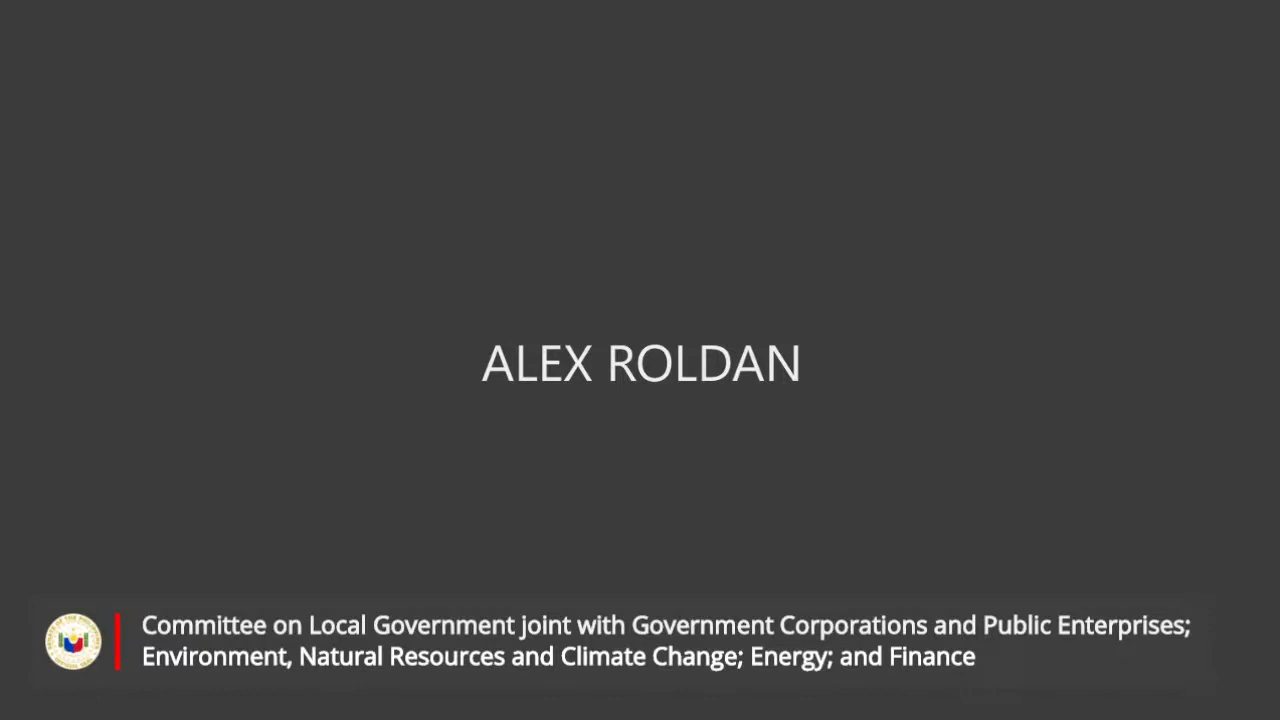 ALEX ROLDAN
Committee on Local Government joint with Government Corporations and Public Enterprises;
Environment, Natural Resources and Climate Change; Energy; and Finance